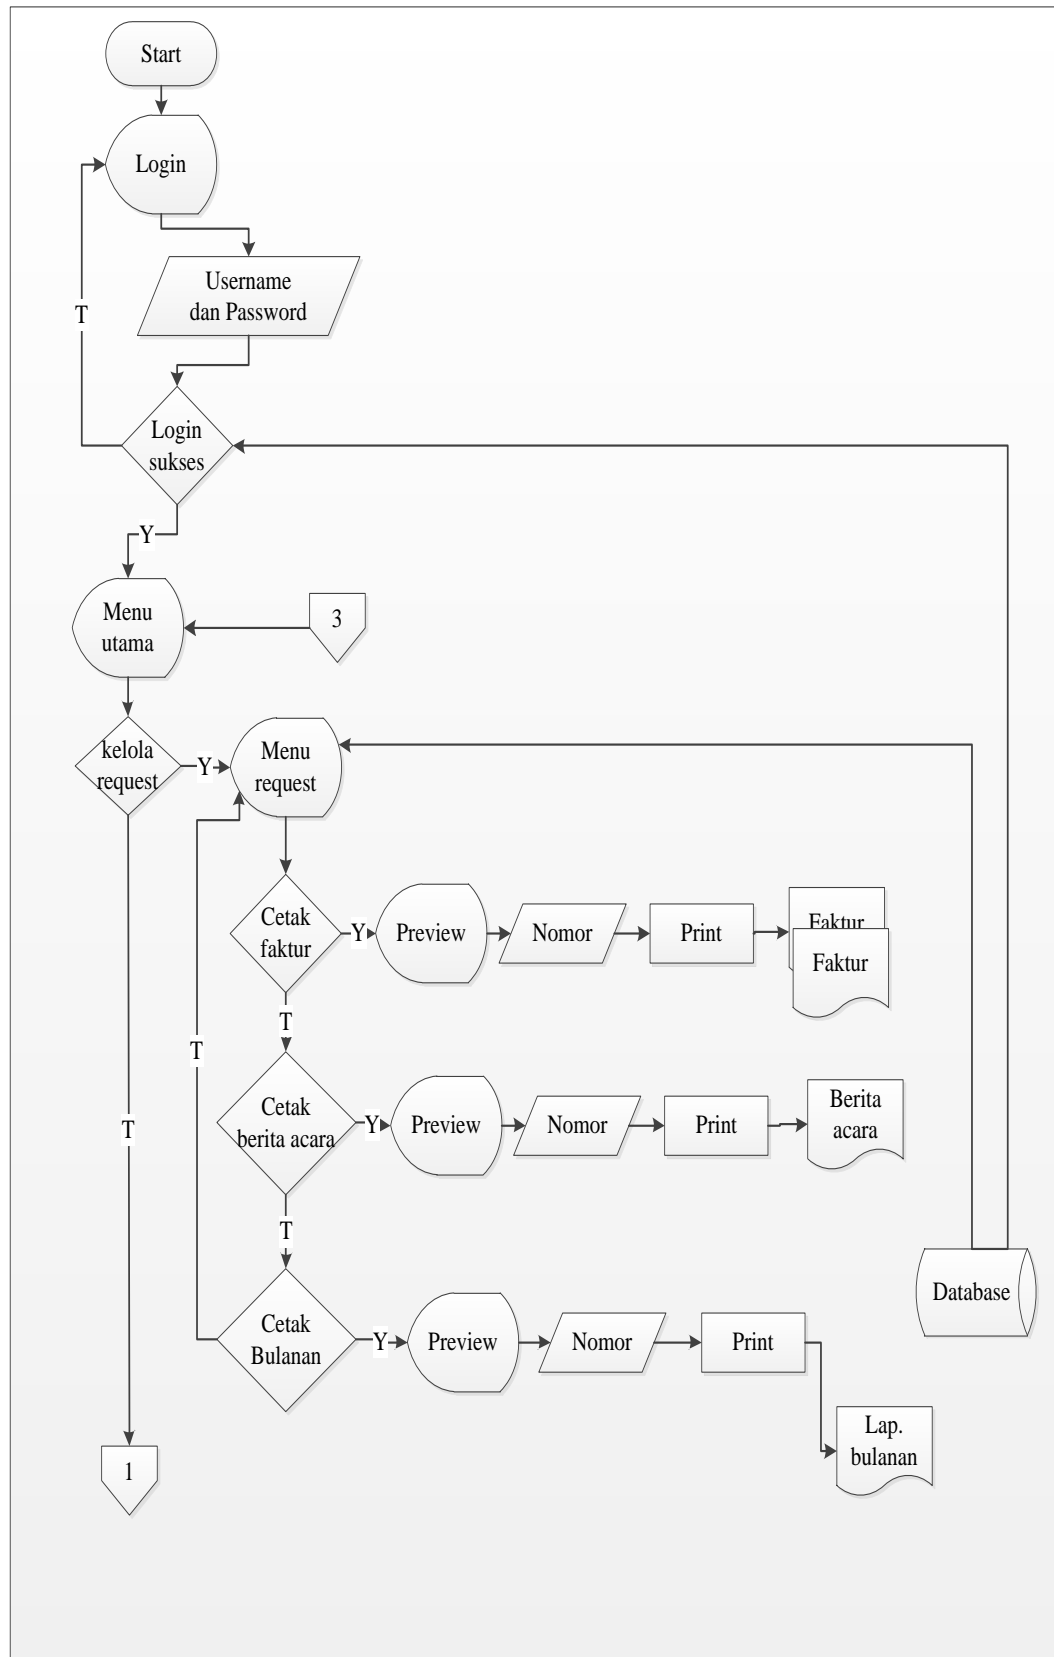 Start
Login
Username
dan Password
T
Login
sukses
Y
Menu
utama
3
kelola
request
Y
Menu
request
Cetak
faktur
Y
Preview
Nomor
Print
Faktur
Faktur
T
T
T
Cetak
berita acara
Y
Preview
Nomor
Print
Berita
acara
T
Database
Cetak
Bulanan
Y
Preview
Nomor
Print
Lap.
bulanan
1